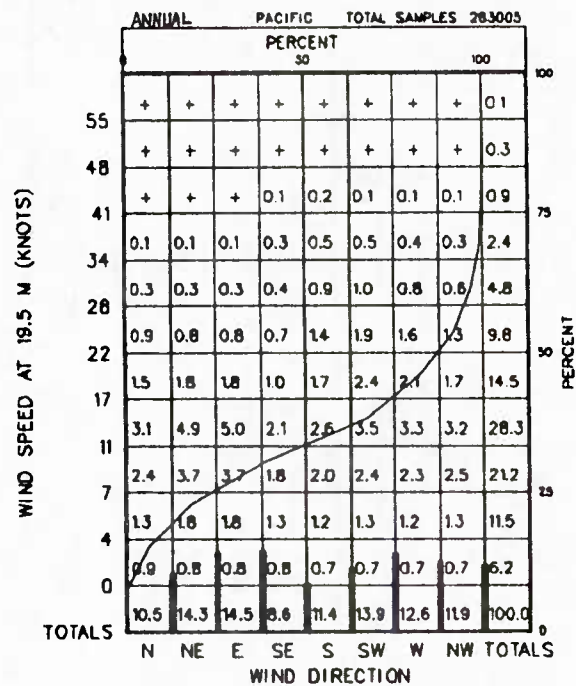 ANNUAL PACIFIC TOTAL SAMPLES 283005
PERCENT
0 50 100
100
+ + + + + + + + 0.1
55
+ + + + + + + + 0.3
48
+ + + 0.1 0.2 0.1 0.1 0.1 0.9
41 75
0.1 0.1 0.1 0.3 0.5 0.5 0.4 0.3 2.4
34
0.3 0.3 0.3 0.4 0.9 1.0 0.8 0.6 4.8
28
0.9 0.8 0.8 0.7 1.4 1.9 1.6 1.3 9.8
22 50
1.5 1.8 1.8 1.0 1.7 2.4 2.1 1.7 14.5
17
3.1 4.9 5.0 2.1 2.6 3.5 3.3 3.2 28.3
11
2.4 3.7 3.7 1.8 2.0 2.4 2.3 2.5 21.2
7 25
1.3 1.8 1.8 1.3 1.2 1.3 1.2 1.3 11.5
4
0.9 0.8 0.8 0.8 0.7 0.7 0.7 0.7 6.2
0
10.5 14.3 14.5 8.6 11.4 13.9 12.6 11.9 100.0
TOTALS 0
N NE E SE S SW W NW TOTALS
WIND DIRECTION
WIND SPEED AT 19.5 M (KNOTS)
PERCENT